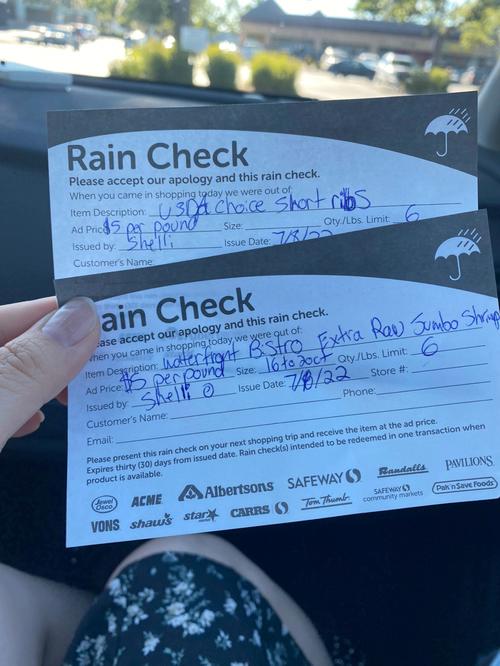 Rain Check
Please accept our apology and this rain check.
When you came in shopping today we were out of:
Item Description: USDA Choice Short ribs
Ad Price $5 per pound Size: Qty./Lbs. Limit: 6
Issued by: Shelli Issue Date: 7/8/22
Customer's Name:
ain Check
ase accept our apology and this rain check.
When you came in shopping today we were out of:
Item Description: waterfront Bistro Extra Raw Jumbo Shrimp
Ad Price: $5 per pound Size: 16 to 20ct Qty./Lbs. Limit: 6
Issued by: Shelli Issue Date: 7/8/22 Store #:
Customer's Name: Phone:
Email:
Please present this rain check on your next shopping trip and receive the item at the ad price.
Expires thirty (30) days from issued date. Rain check(s) intended to be redeemed in one transaction when
product is available.
Jewel Osco ACME Albertsons SAFEWAY Randalls PAVILIONS
VONS shaw's star market CARRS Tom Thumb SAFEWAY community markets Pak'nSave Foods